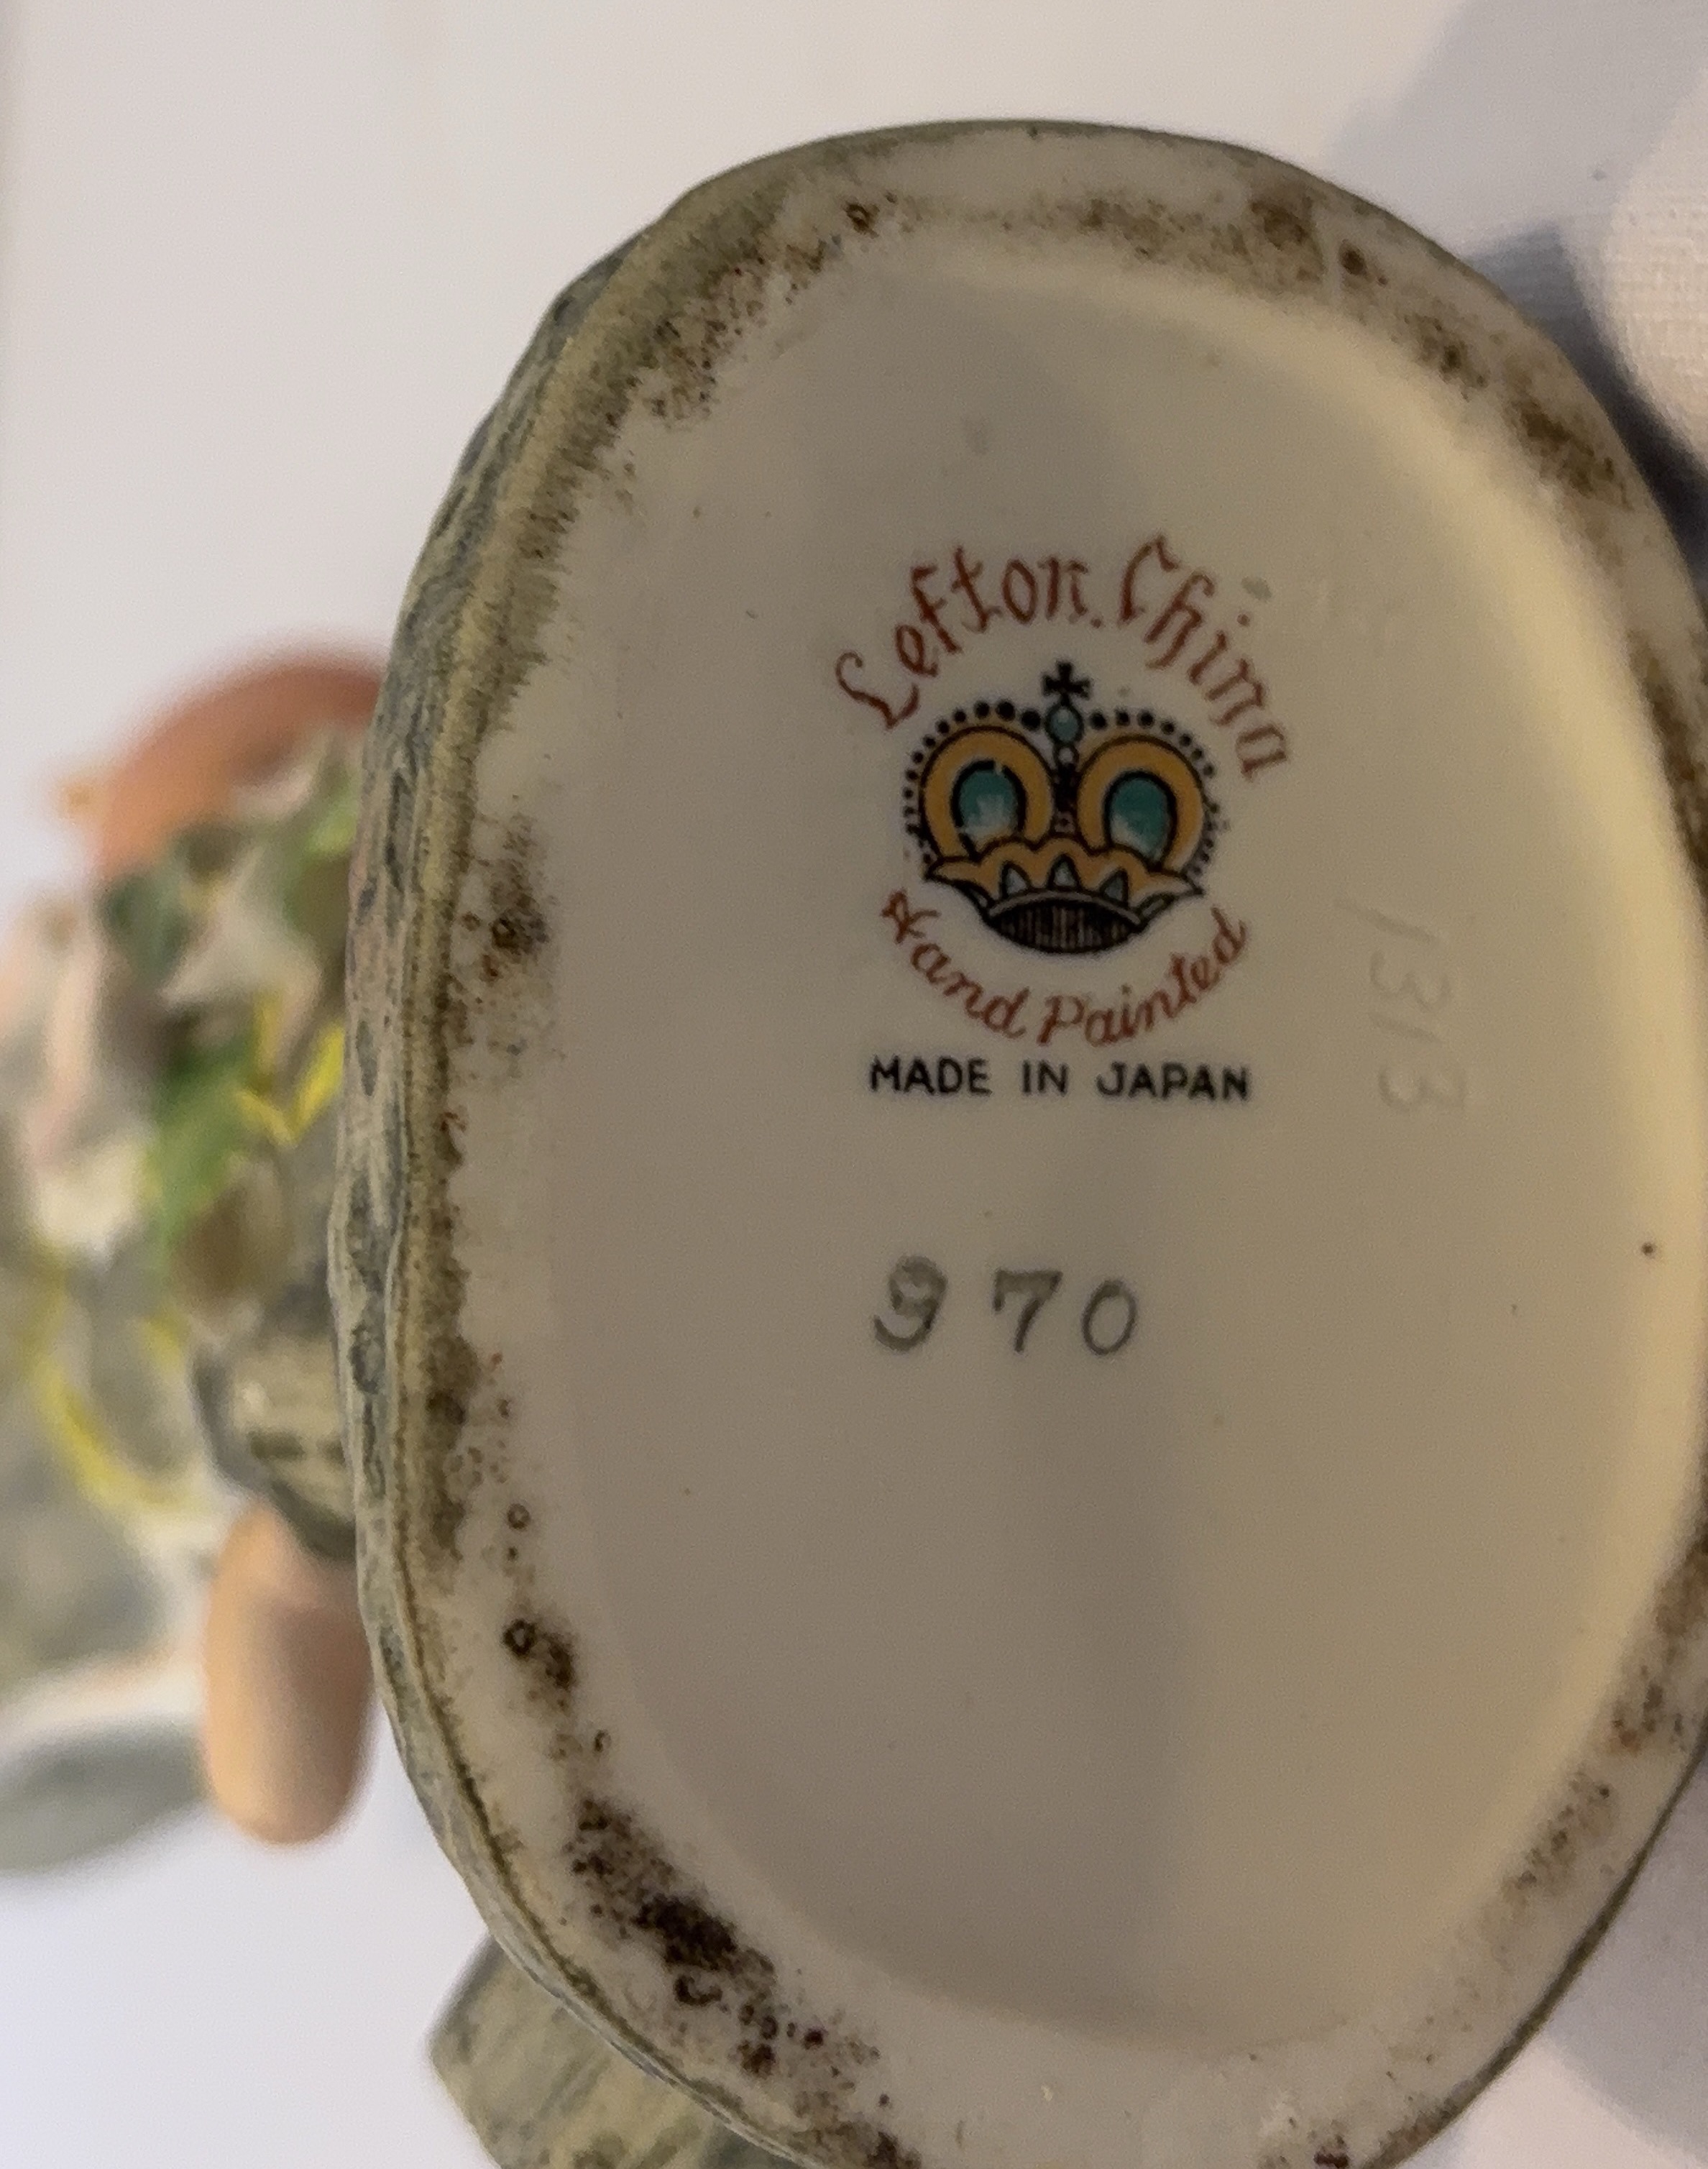 Lefton China
Hand Painted
MADE IN JAPAN
970
1313